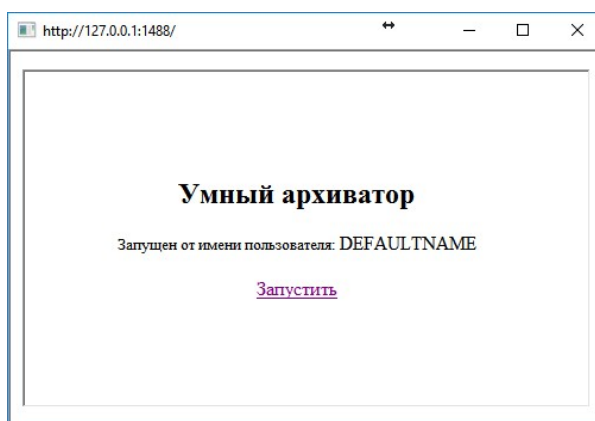 http://127.0.0.1:1488/
Умный архиватор
Запущен от имени пользователя: DEFAULTNAME
Запустить